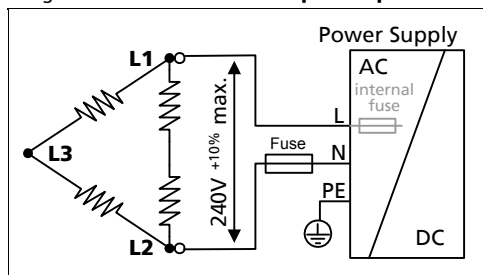 Power Supply
L1
AC
internal
fuse
L
240V +10% max.
Fuse
N
L3
PE
L2
DC